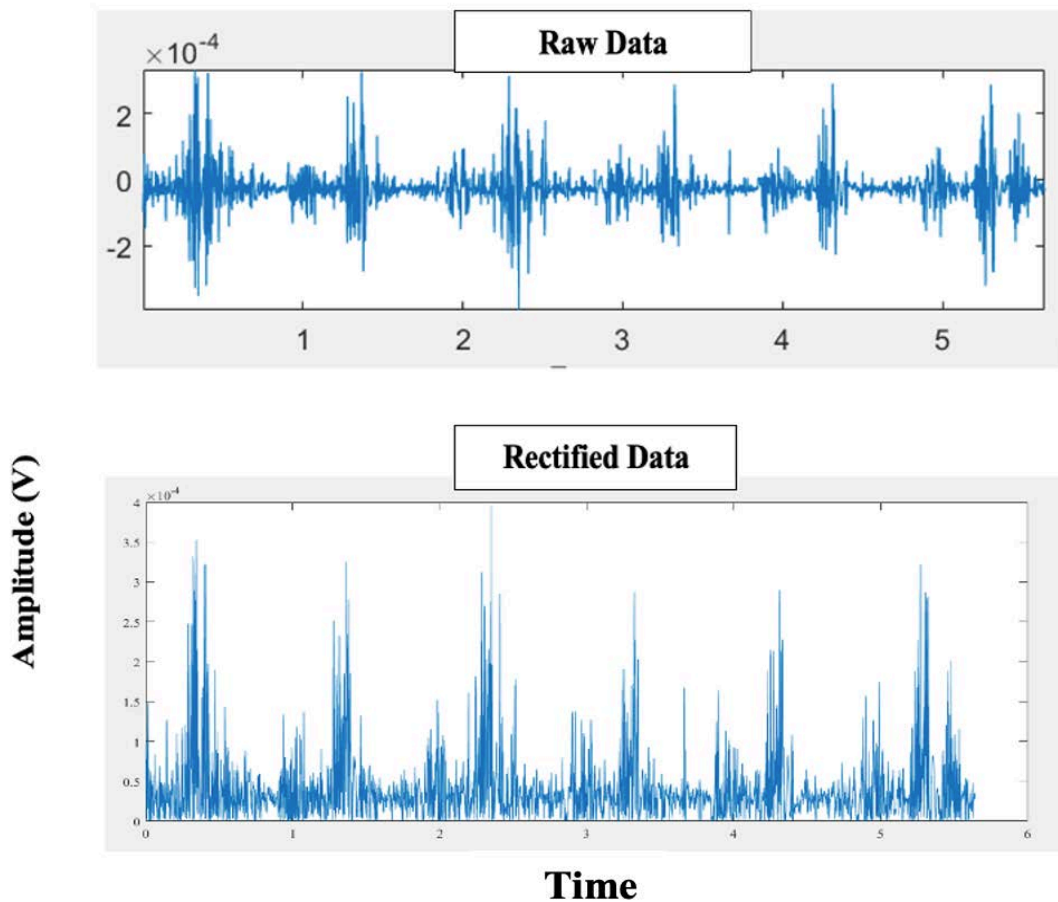 Raw Data
×10⁻⁴
2
0
-2
1 2 3 4 5
Rectified Data
×10⁻⁴
4
3.5
3
2.5
2
1.5
1
0.5
0
0 1 2 3 4 5 6
Amplitude (V)
Time